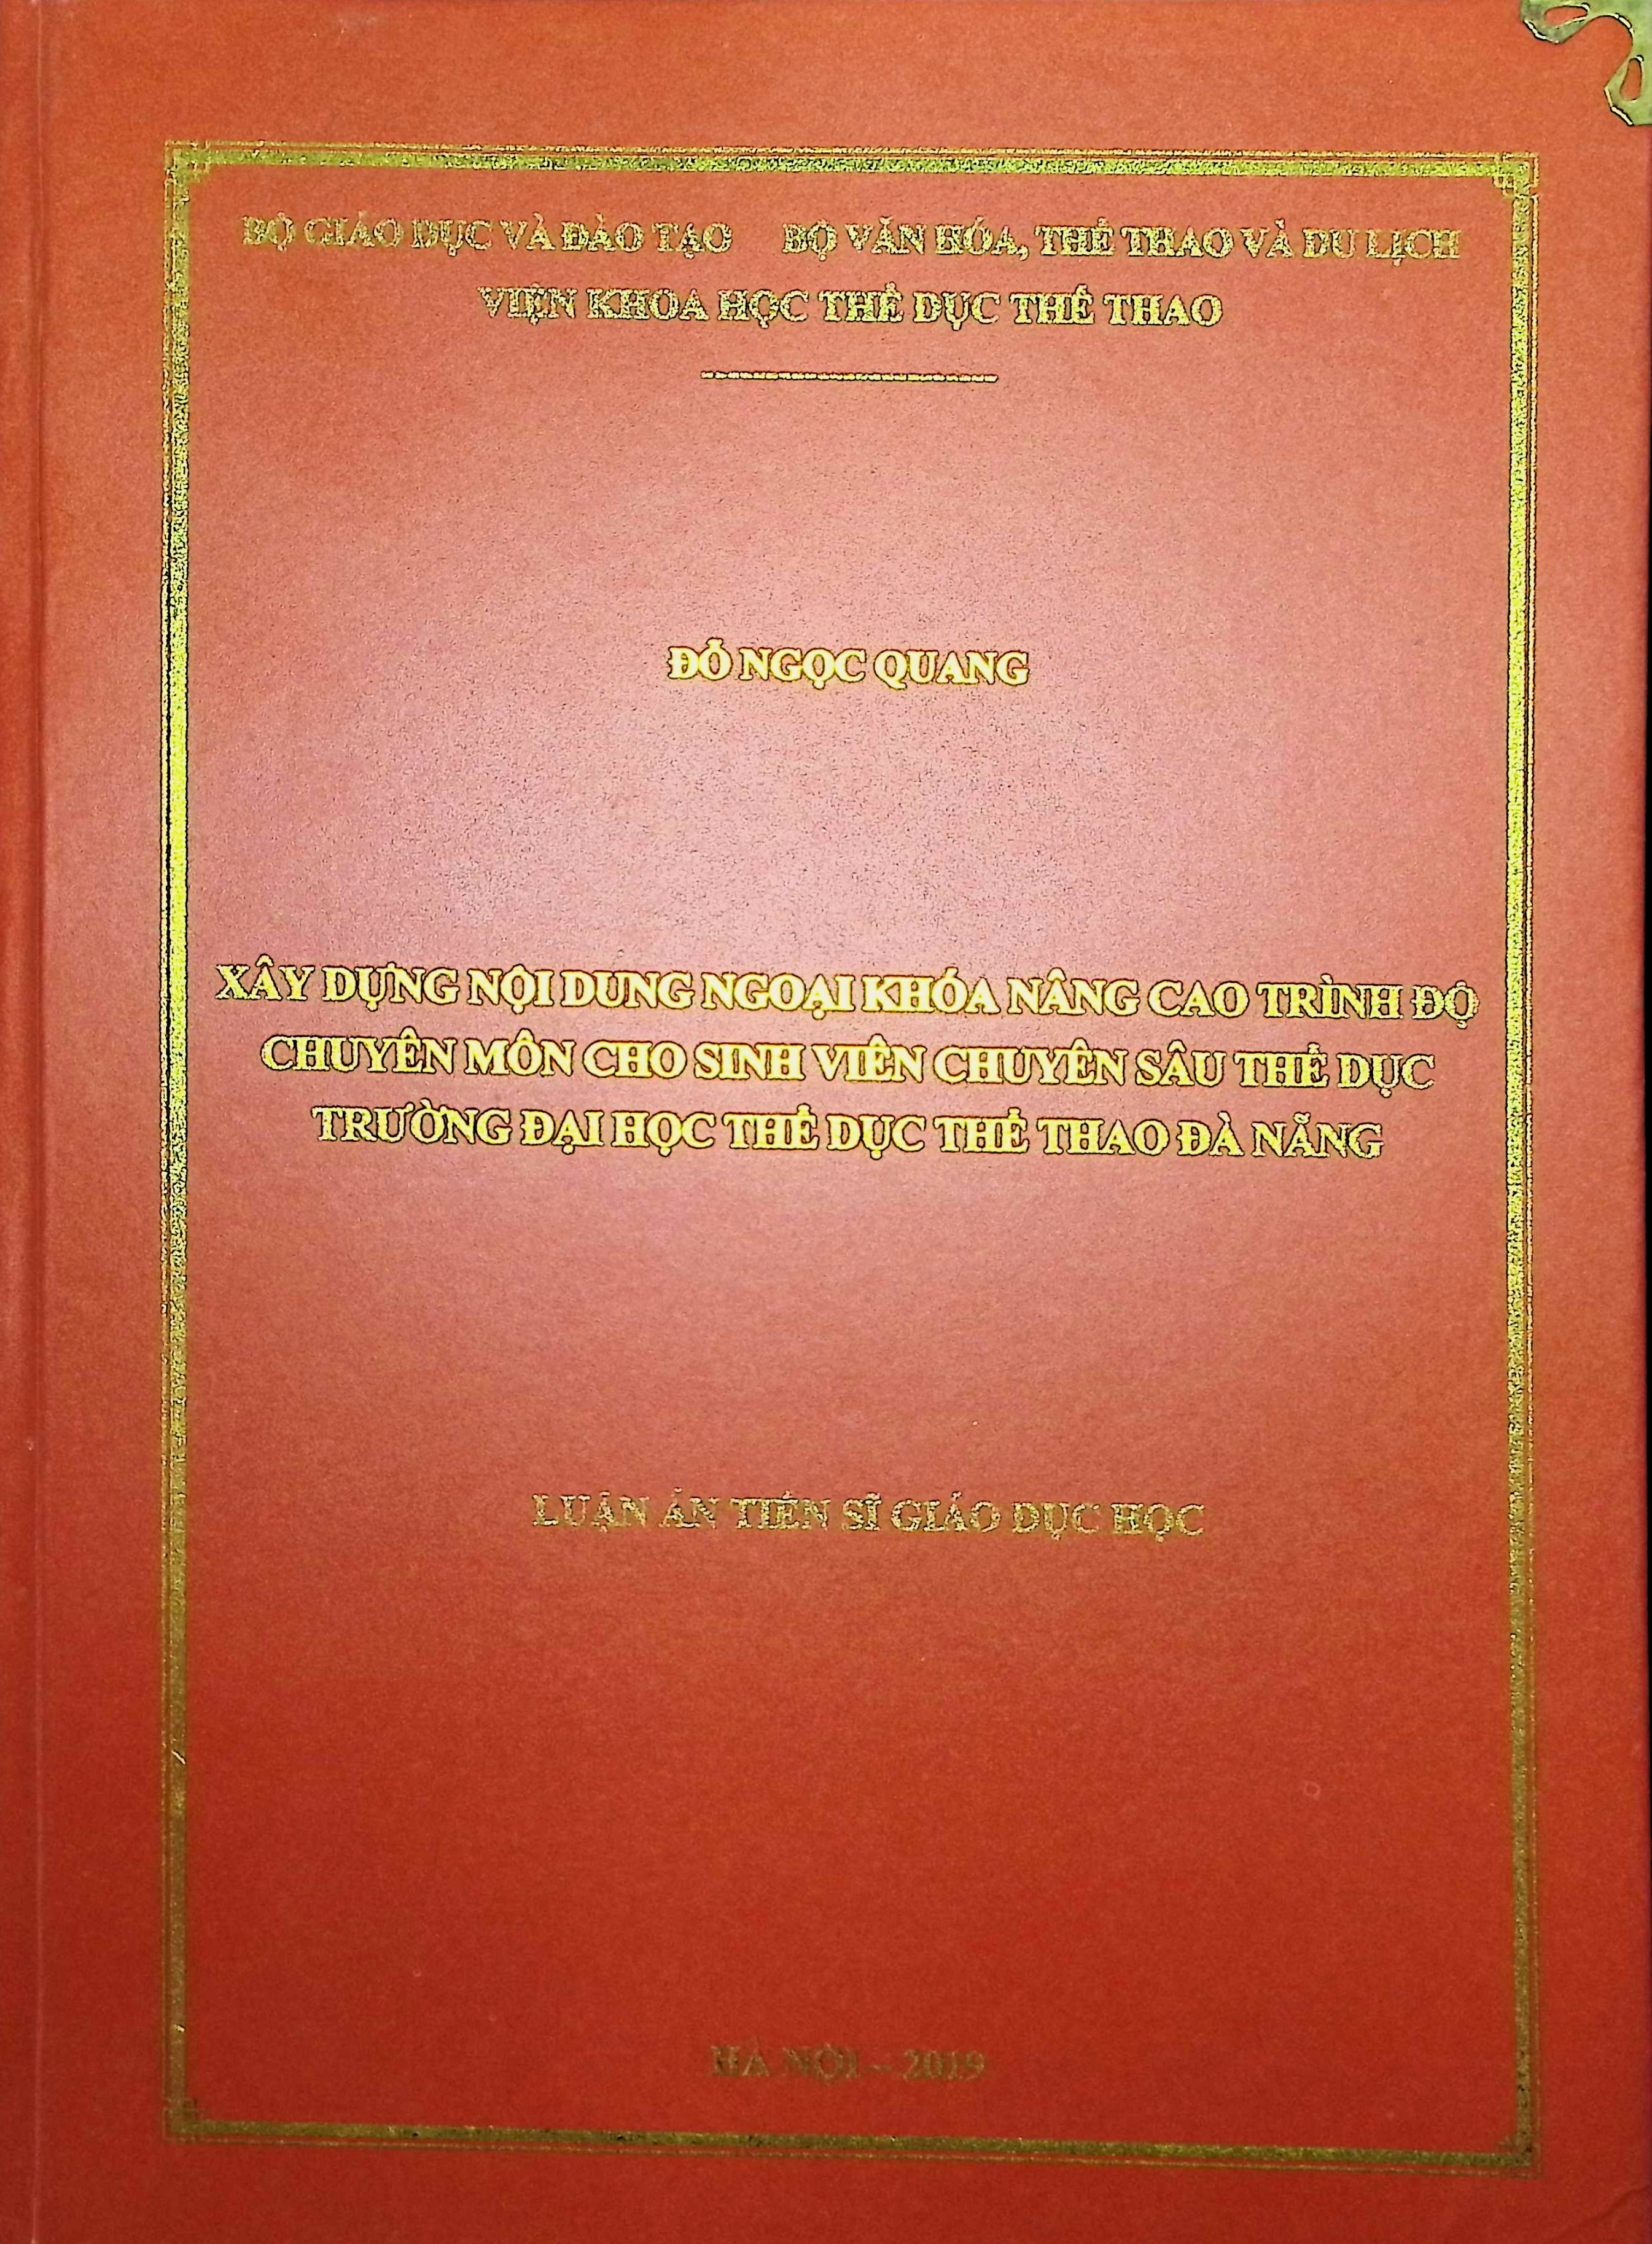 BỘ GIÁO DỤC VÀ ĐÀO TẠO BỘ VĂN HÓA, THỂ THAO VÀ DU LỊCH
VIỆN KHOA HỌC THỂ DỤC THỂ THAO
ĐỖ NGỌC QUANG
XÂY DỰNG NỘI DUNG NGOẠI KHÓA NÂNG CAO TRÌNH ĐỘ
CHUYÊN MÔN CHO SINH VIÊN CHUYÊN SÂU THỂ DỤC
TRƯỜNG ĐẠI HỌC THỂ DỤC THỂ THAO ĐÀ NẴNG
LUẬN ÁN TIẾN SĨ GIÁO DỤC HỌC
HÀ NỘI – 2019